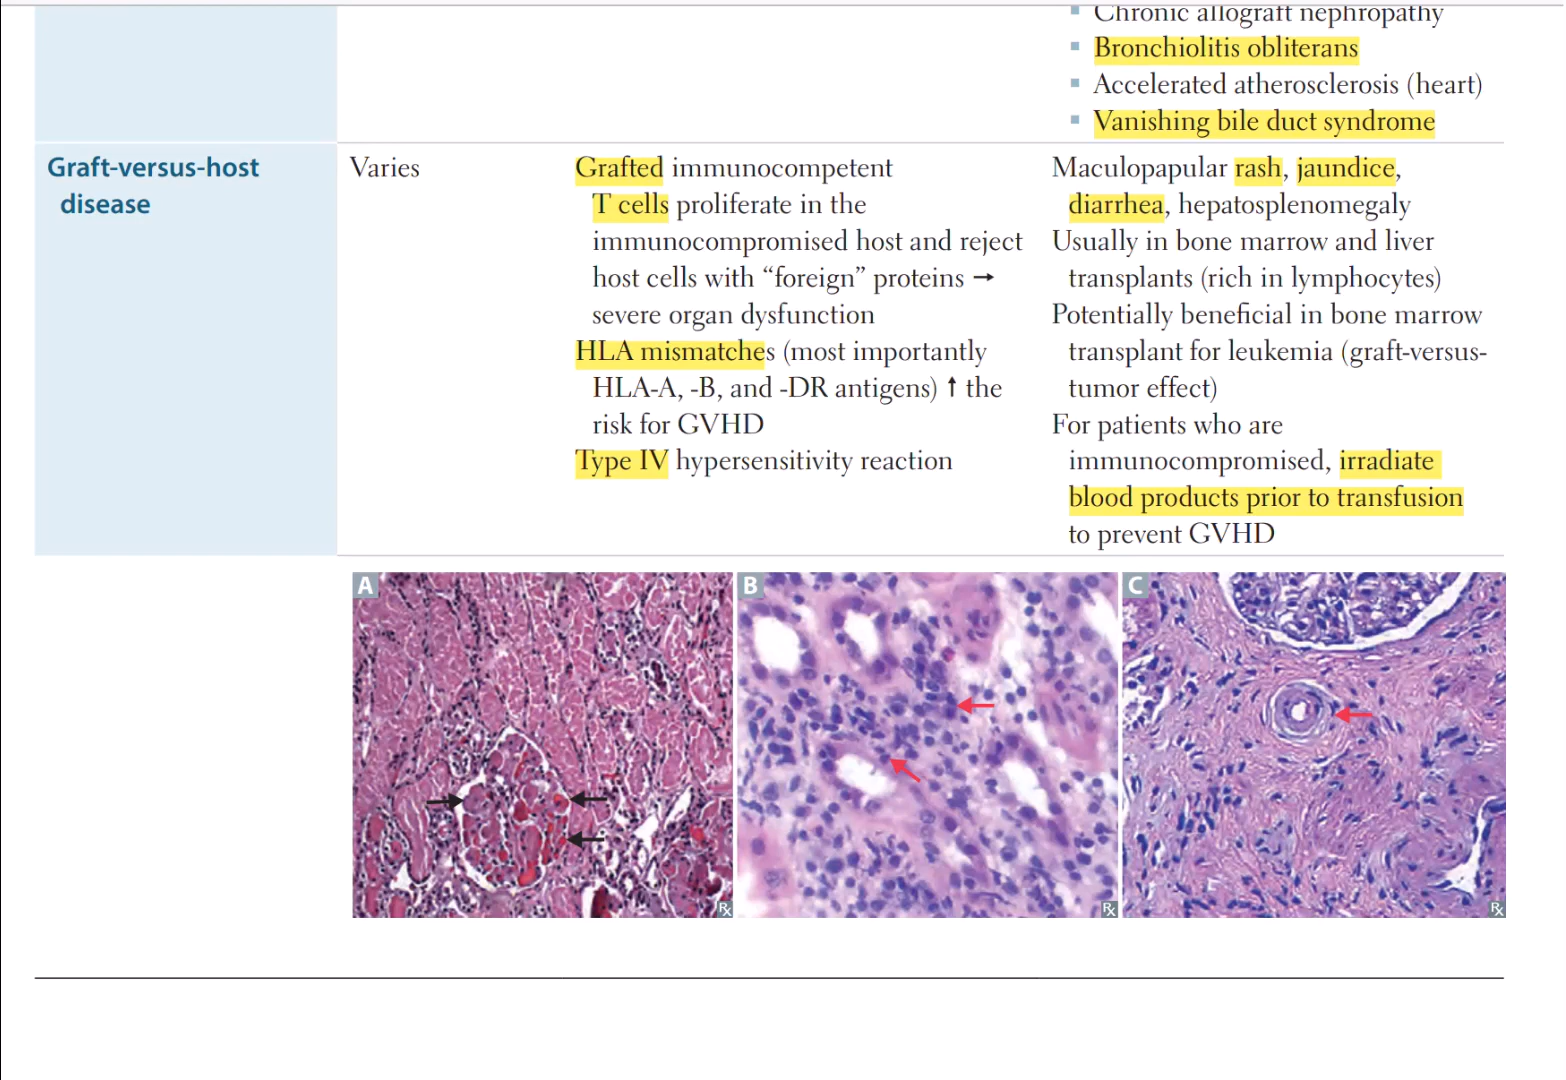 Chronic allograft nephropathy
▪ Bronchiolitis obliterans
▪ Accelerated atherosclerosis (heart)
▪ Vanishing bile duct syndrome
Graft-versus-host
disease
Varies
Grafted immunocompetent
T cells proliferate in the
immunocompromised host and reject
host cells with “foreign” proteins →
severe organ dysfunction
HLA mismatches (most importantly
HLA-A, -B, and -DR antigens) ↑ the
risk for GVHD
Type IV hypersensitivity reaction
Maculopapular rash, jaundice,
diarrhea, hepatosplenomegaly
Usually in bone marrow and liver
transplants (rich in lymphocytes)
Potentially beneficial in bone marrow
transplant for leukemia (graft-versus-
tumor effect)
For patients who are
immunocompromised, irradiate
blood products prior to transfusion
to prevent GVHD
A
B
C
℞
℞
℞